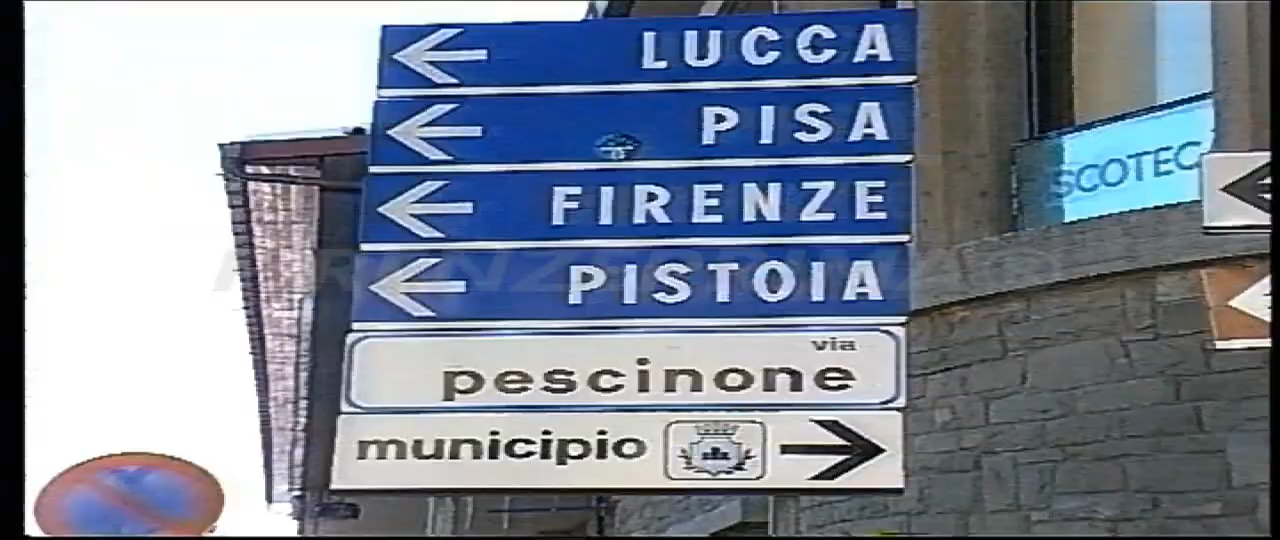 LUCCA
PISA
FIRENZE
PISTOIA
via
pescinone
municipio
SCOTEC